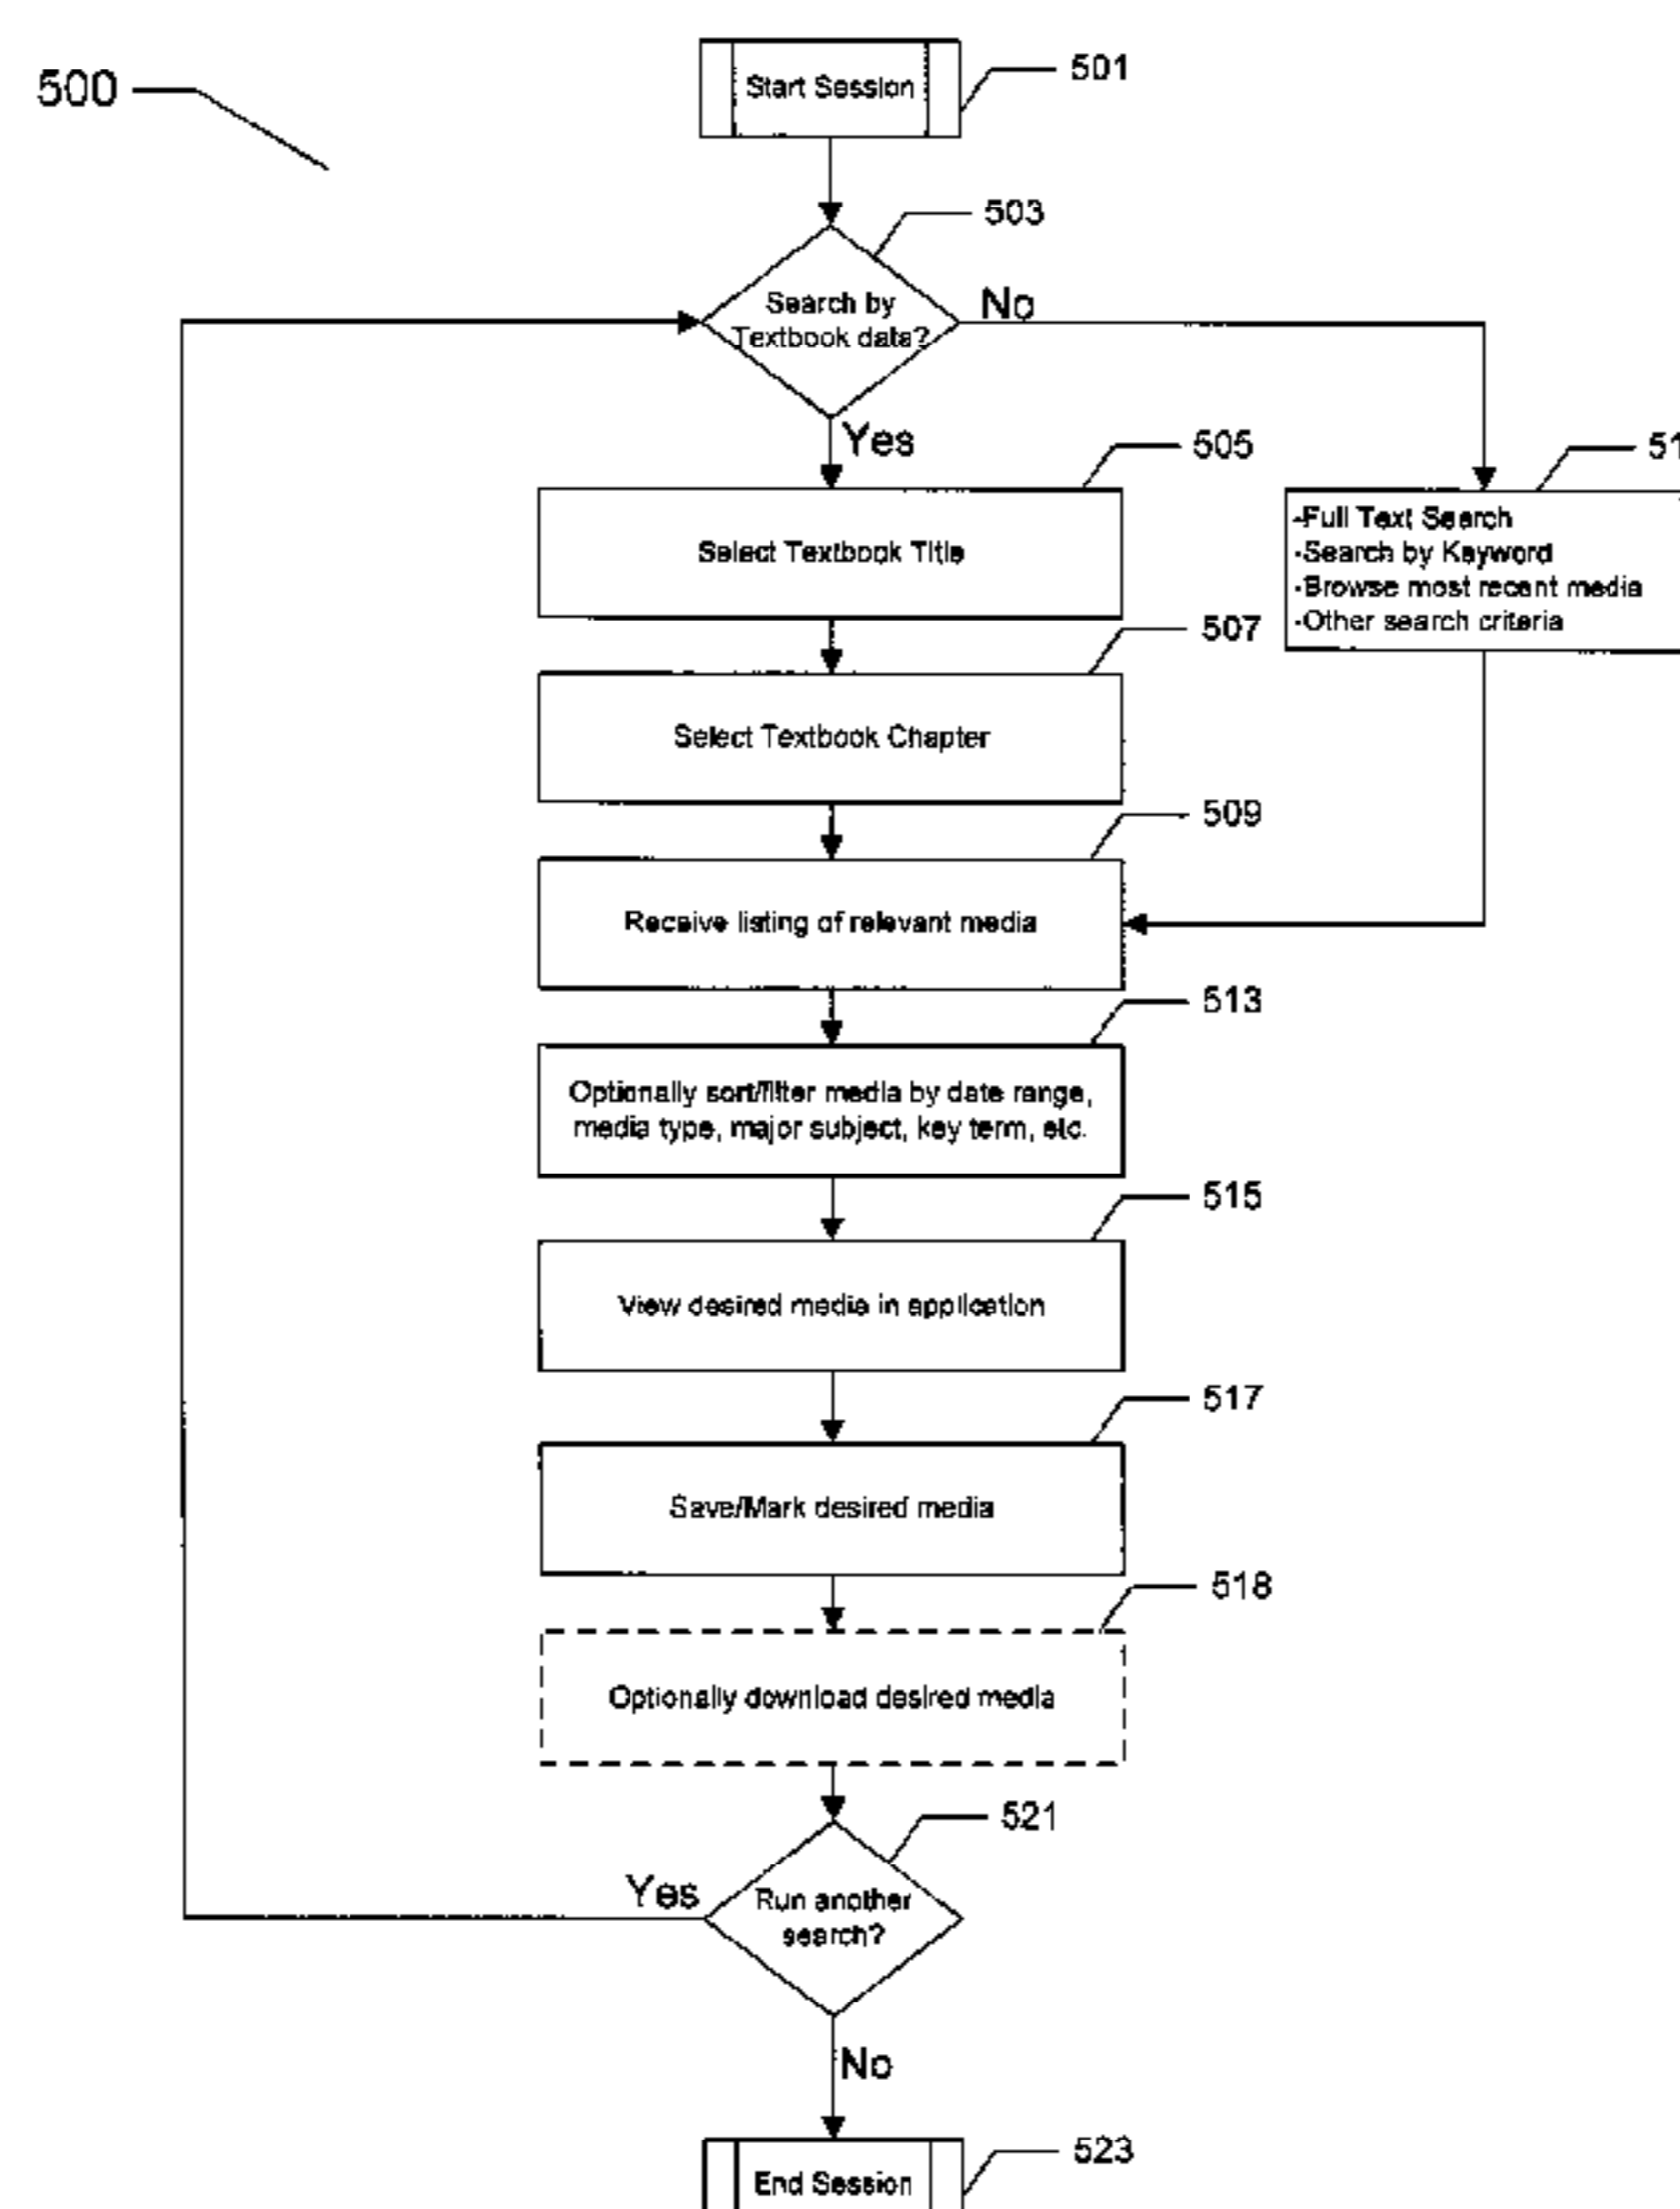 500
Start Session
501
503
Search by
Textbook data?
No
Yes
505
Select Textbook Title
51
-Full Text Search
-Search by Keyword
-Browse most recent media
-Other search criteria
507
Select Textbook Chapter
509
Receive listing of relevant media
513
Optionally sort/filter media by date range,
media type, major subject, key term, etc.
515
View desired media in application
517
Save/Mark desired media
518
Optionally download desired media
521
Yes
Run another
search?
No
523
End Session